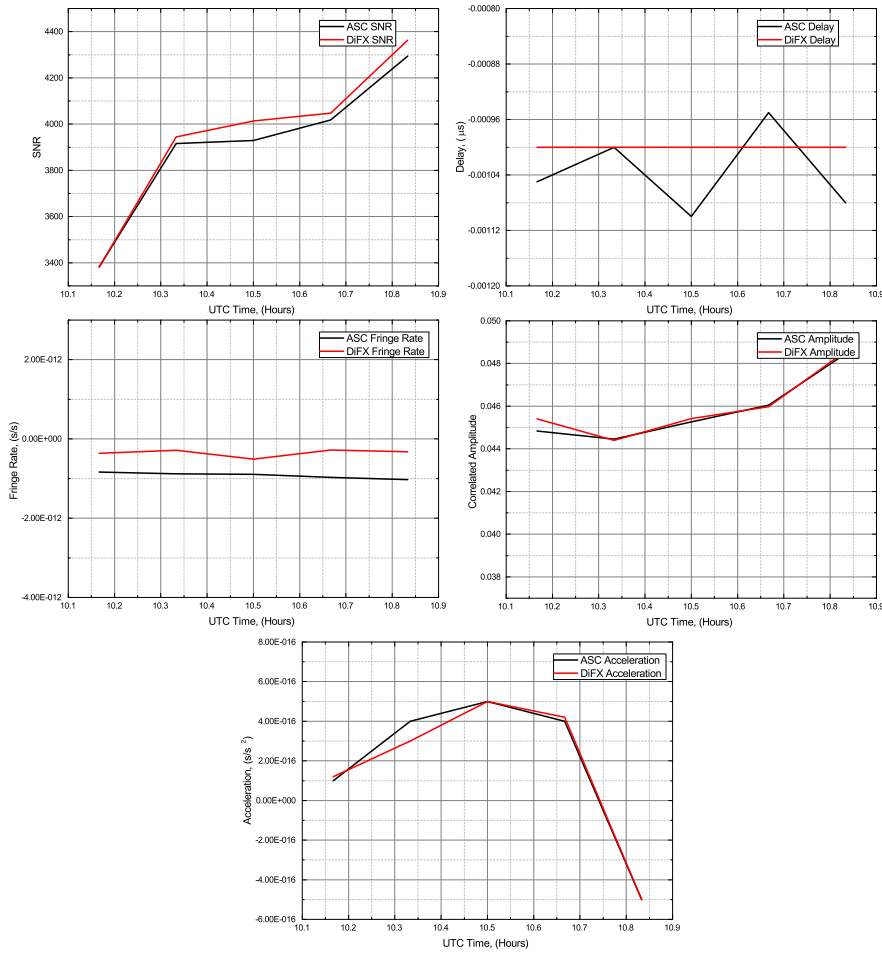 ASC SNR
DiFX SNR
4400
4200
4000
3800
3600
3400
SNR
10.1 10.2 10.3 10.4 10.5 10.6 10.7 10.8 10.9
UTC Time, (Hours)
ASC Delay
DiFX Delay
-0.00080
-0.00088
-0.00096
-0.00104
-0.00112
-0.00120
Delay, ( μs)
10.1 10.2 10.3 10.4 10.5 10.6 10.7 10.8 10.9
UTC Time, (Hours)
ASC Fringe Rate
DiFX Fringe Rate
2.00E-012
0.00E+000
-2.00E-012
-4.00E-012
Fringe Rate, (s/s)
10.1 10.2 10.3 10.4 10.5 10.6 10.7 10.8 10.9
UTC Time, (Hours)
ASC Amplitude
DiFX Amplitude
0.050
0.048
0.046
0.044
0.042
0.040
0.038
Correlated Amplitude
10.1 10.2 10.3 10.4 10.5 10.6 10.7 10.8 10.9
UTC Time, (Hours)
ASC Acceleration
DiFX Acceleration
8.00E-016
6.00E-016
4.00E-016
2.00E-016
0.00E+000
-2.00E-016
-4.00E-016
-6.00E-016
Acceleration, (s/s ²)
10.1 10.2 10.3 10.4 10.5 10.6 10.7 10.8 10.9
UTC Time, (Hours)